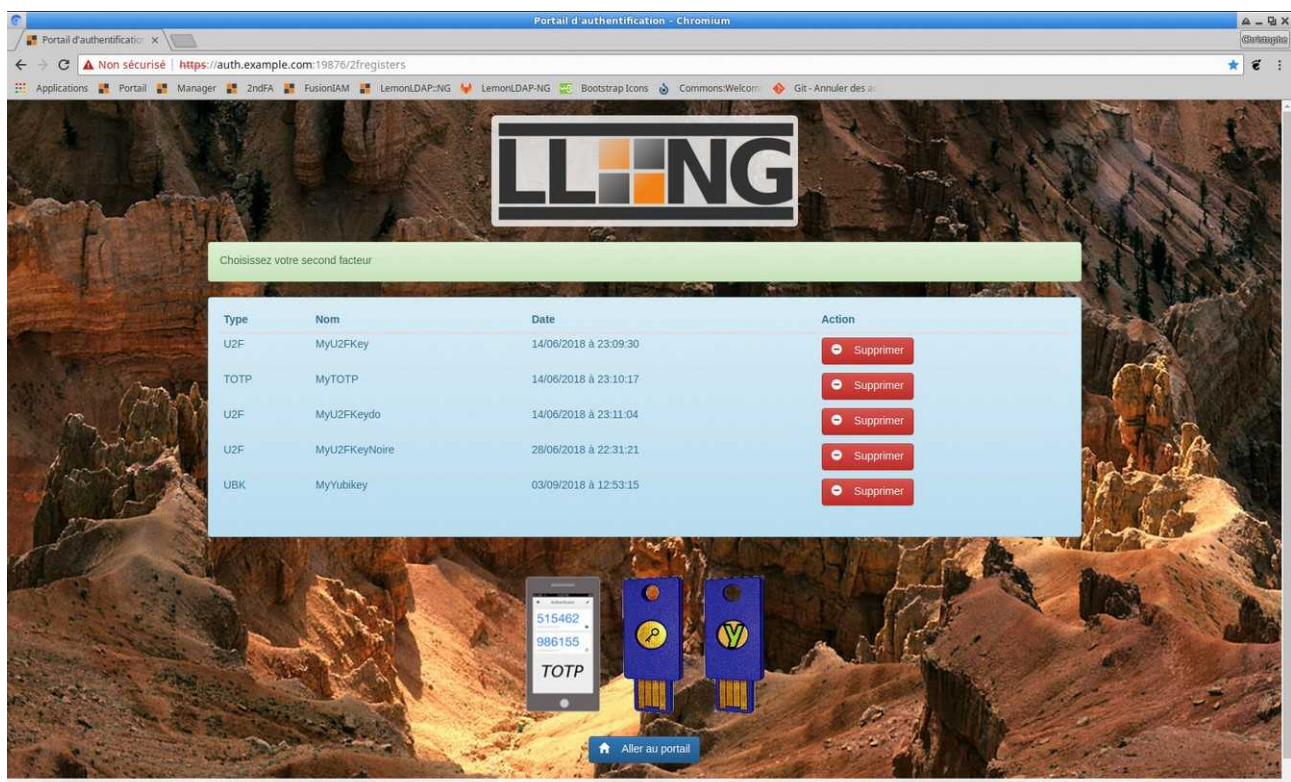 Portail d'authentification - Chromium
Portail d'authentificatio
Christophe
Non sécurisé | https://auth.example.com:19876/2fregisters
Applications Portail Manager 2ndFA FusionIAM LemonLDAP::NG LemonLDAP-NG Bootstrap Icons Commons:Welcom Git - Annuler des ac
LL NG
Choisissez votre second facteur
Type Nom Date Action
U2F MyU2FKey 14/06/2018 à 23:09:30 Supprimer
TOTP MyTOTP 14/06/2018 à 23:10:17 Supprimer
U2F MyU2FKeydo 14/06/2018 à 23:11:04 Supprimer
U2F MyU2FKeyNoire 28/06/2018 à 22:31:21 Supprimer
UBK MyYubikey 03/09/2018 à 12:53:15 Supprimer
515462
986155
TOTP
y
Aller au portail